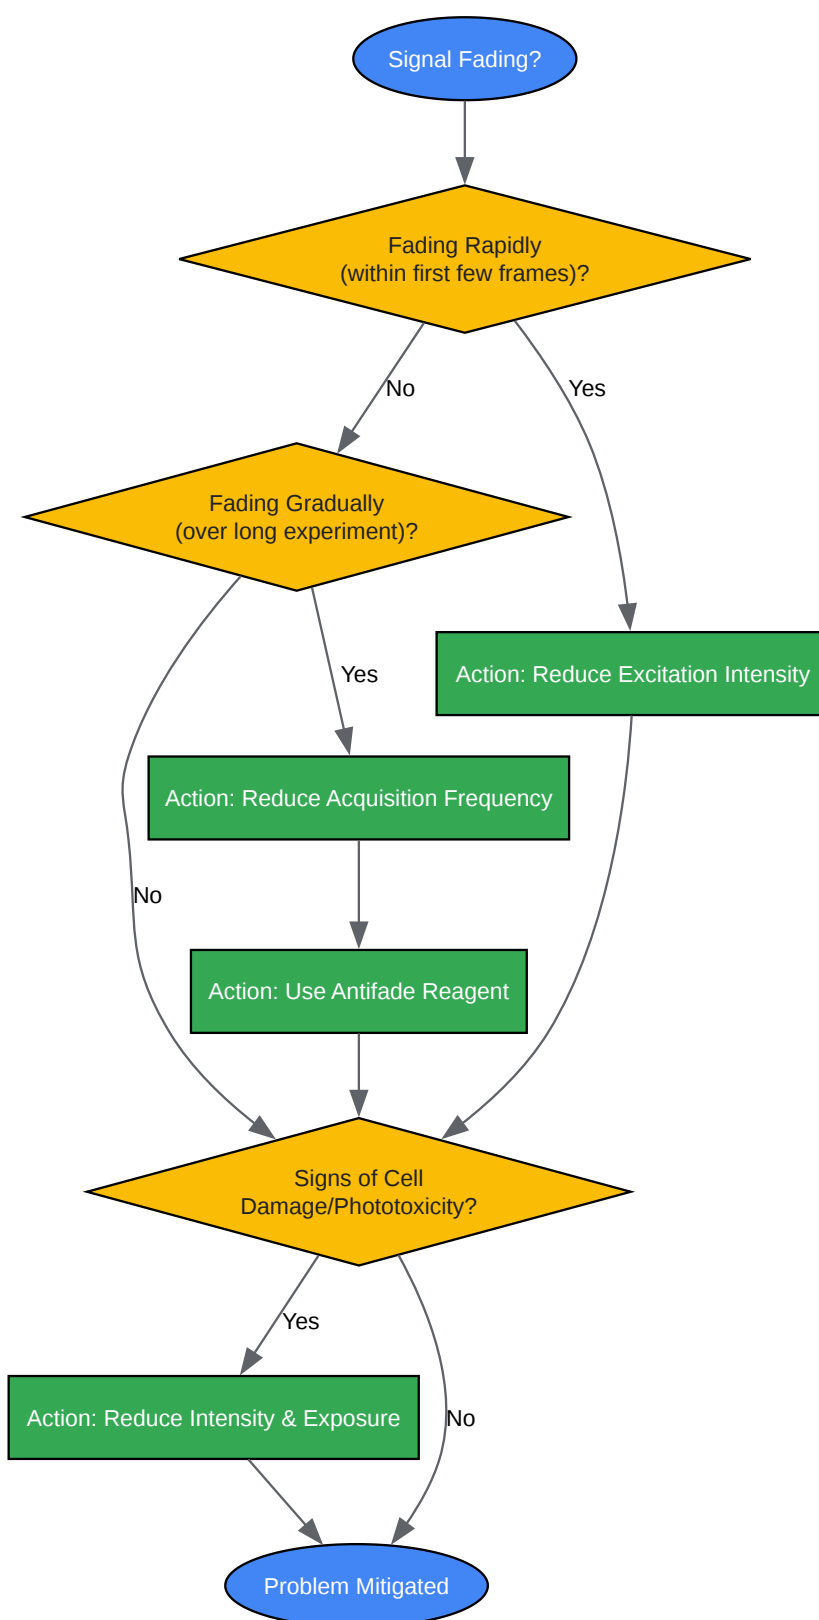 Signal Fading?
Fading Rapidly
(within first few frames)?
No
Yes
Fading Gradually
(over long experiment)?
Yes
Action: Reduce Excitation Intensity
Action: Reduce Acquisition Frequency
No
Action: Use Antifade Reagent
Signs of Cell
Damage/Phototoxicity?
Yes
Action: Reduce Intensity & Exposure
No
Problem Mitigated